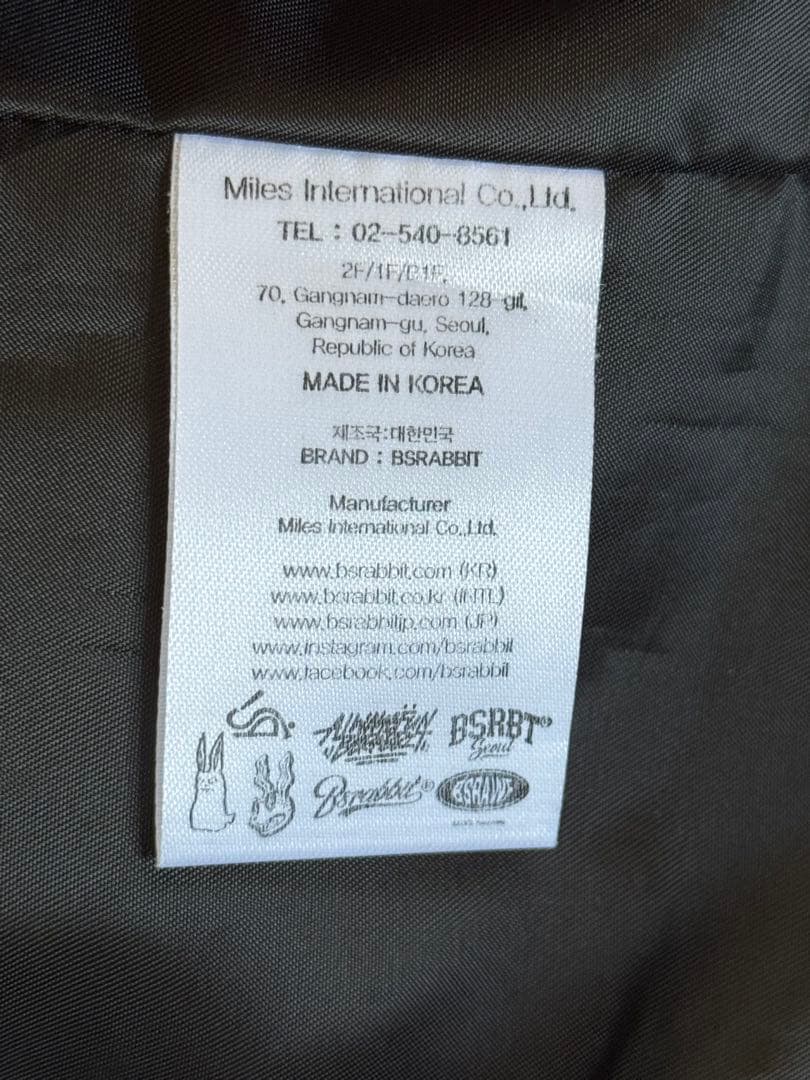 Miles International Co.,Ltd.
TEL : 02-540-8561
2F/1F/B1F,
70, Gangnam-daero 128-gil,
Gangnam-gu, Seoul,
Republic of Korea
MADE IN KOREA
제조국:대한민국
BRAND : BSRABBIT
Manufacturer
Miles International Co.,Ltd.
www.bsrabbit.com (KR)
www.bsrabbit.co.kr (INTL)
www.bsrabbitjp.com (JP)
www.instagram.com/bsrabbit
www.facebook.com/bsrabbit
BSRBT
Seoul
Bsrabbit®